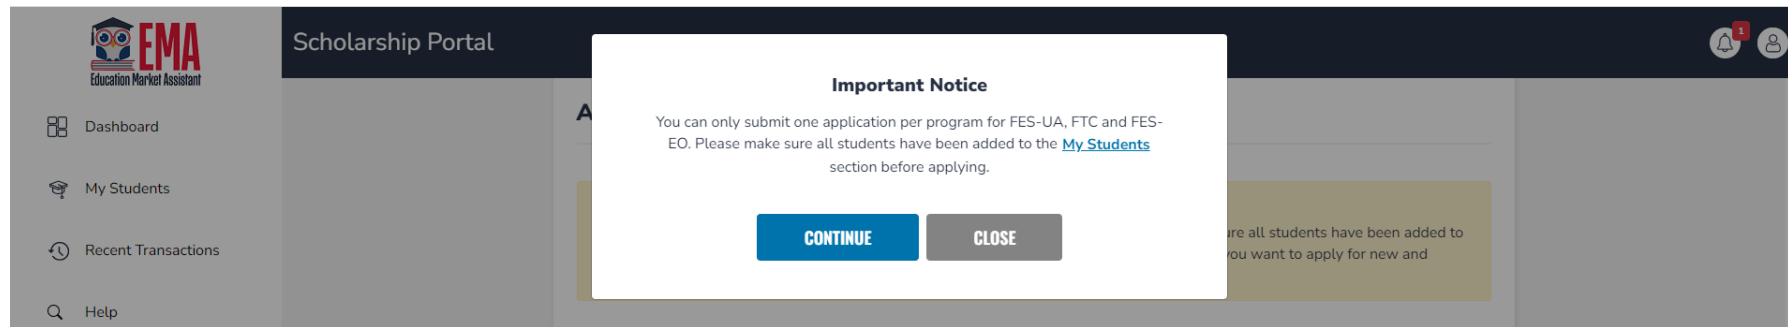 EMA
Education Market Assistant
Scholarship Portal
1
Dashboard
My Students
Recent Transactions
Help
A
Important Notice
You can only submit one application per program for FES-UA, FTC and FES-
EO. Please make sure all students have been added to the My Students
section before applying.
CONTINUE
CLOSE
all students have been added to
you want to apply for new and